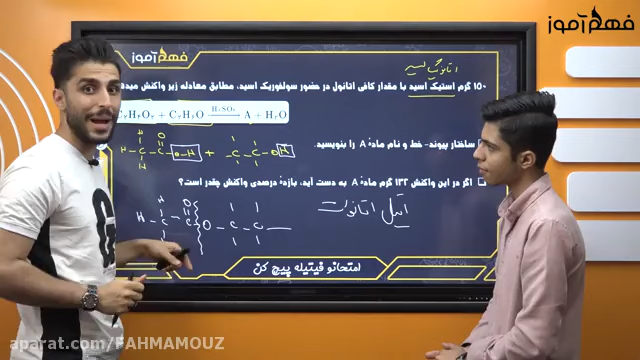 فهم آموز
فهم آموز
اتانوئیک اسید
۱۵۰ گرم استیک اسید با مقدار کافی اتانول در حضور سولفوریک اسید، مطابق معادله زیر واکنش میده
C₂H₄O₂ + C₂H₆O H₂SO₄ → A + H₂O
ساختار پیوند-خط و نام مادهٔ A را بنویسید.
H O
H - C - C - O-H + - C - C - OH
H
اگر در این واکنش ۱۳۲ گرم مادهٔ A به دست آید، بازدهٔ درصدی واکنش چقدر است؟
اتیل اتانوات
H O
H - C - C O - C - C -
امتحانو فیتیله پیچ کن
aparat.com/FAHMAMOUZ